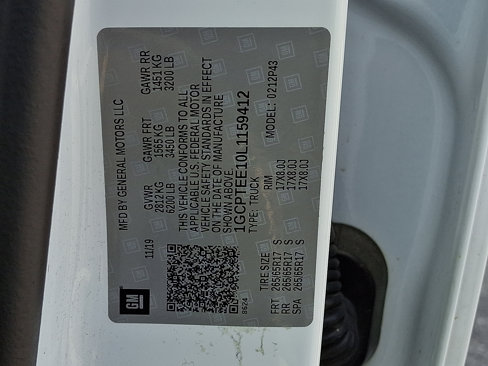 MFD BY GENERAL MOTORS LLC
11/19
GVWR GAWR FRT GAWR RR
2812 KG 1565 KG 1451 KG
6200 LB 3450 LB 3200 LB
THIS VEHICLE CONFORMS TO ALL
APPLICABLE U.S. FEDERAL MOTOR
VEHICLE SAFETY STANDARDS IN EFFECT
ON THE DATE OF MANUFACTURE
SHOWN ABOVE.
1GCPTEE10L1159412
TYPE: TRUCK MODEL: 0212P43
GM
8624
TIRE SIZE RIM
FRT 265/65R17 S 17X8.0J
RR 265/65R17 S 17X8.0J
SPA 265/65R17 S 17X8.0J